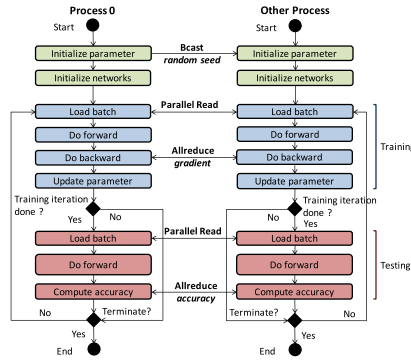 Process 0
Other Process
Start
Start
Initialize parameter
Bcast
random seed
Initialize parameter
Initialize networks
Initialize networks
Load batch
Parallel Read
Load batch
Do forward
Do forward
Do backward
Allreduce
gradient
Do backward
Training
Update parameter
Update parameter
Training iteration
done ?
No
Yes
No
Training iteration
done ?
Yes
Load batch
Parallel Read
Load batch
Do forward
Do forward
Testing
Compute accuracy
Allreduce
accuracy
Compute accuracy
No
Terminate?
Terminate?
No
Yes
Yes
End
End